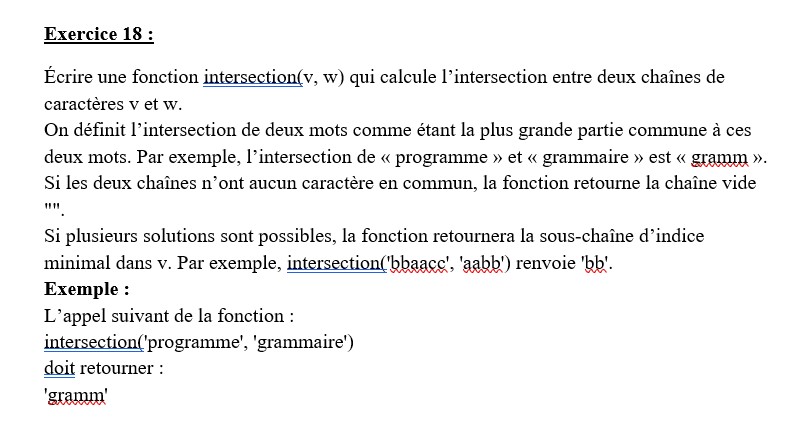 Exercice 18 :
Écrire une fonction intersection(v, w) qui calcule l’intersection entre deux chaînes de
caractères v et w.
On définit l’intersection de deux mots comme étant la plus grande partie commune à ces
deux mots. Par exemple, l’intersection de « programme » et « grammaire » est « gramm ».
Si les deux chaînes n’ont aucun caractère en commun, la fonction retourne la chaîne vide
"".
Si plusieurs solutions sont possibles, la fonction retournera la sous-chaîne d’indice
minimal dans v. Par exemple, intersection('bbaacc', 'aabb') renvoie 'bb'.
Exemple :
L’appel suivant de la fonction :
intersection('programme', 'grammaire')
doit retourner :
'gramm'